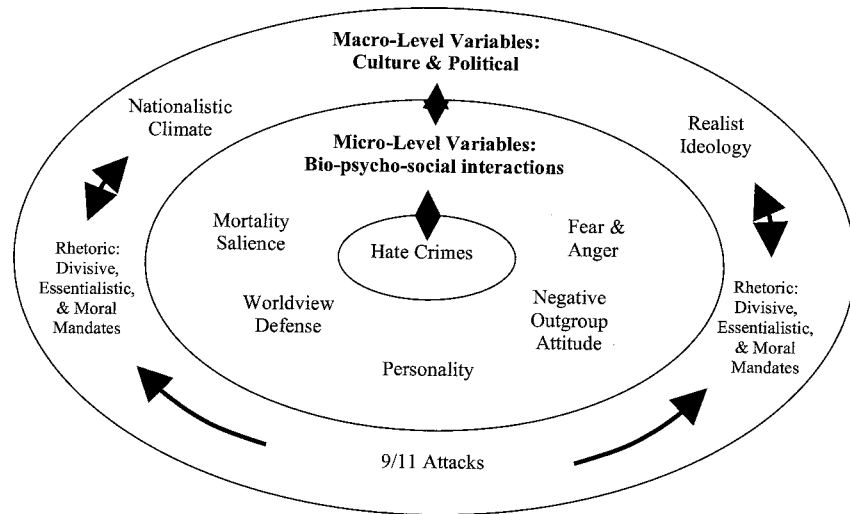 Macro-Level Variables:
Culture & Political
Nationalistic
Climate
Realist
Ideology
Micro-Level Variables:
Bio-psycho-social interactions
Mortality
Salience
Fear &
Anger
Hate Crimes
Rhetoric:
Divisive,
Essentialistic,
& Moral
Mandates
Worldview
Defense
Negative
Outgroup
Attitude
Rhetoric:
Divisive,
Essentialistic,
& Moral
Mandates
Personality
9/11 Attacks